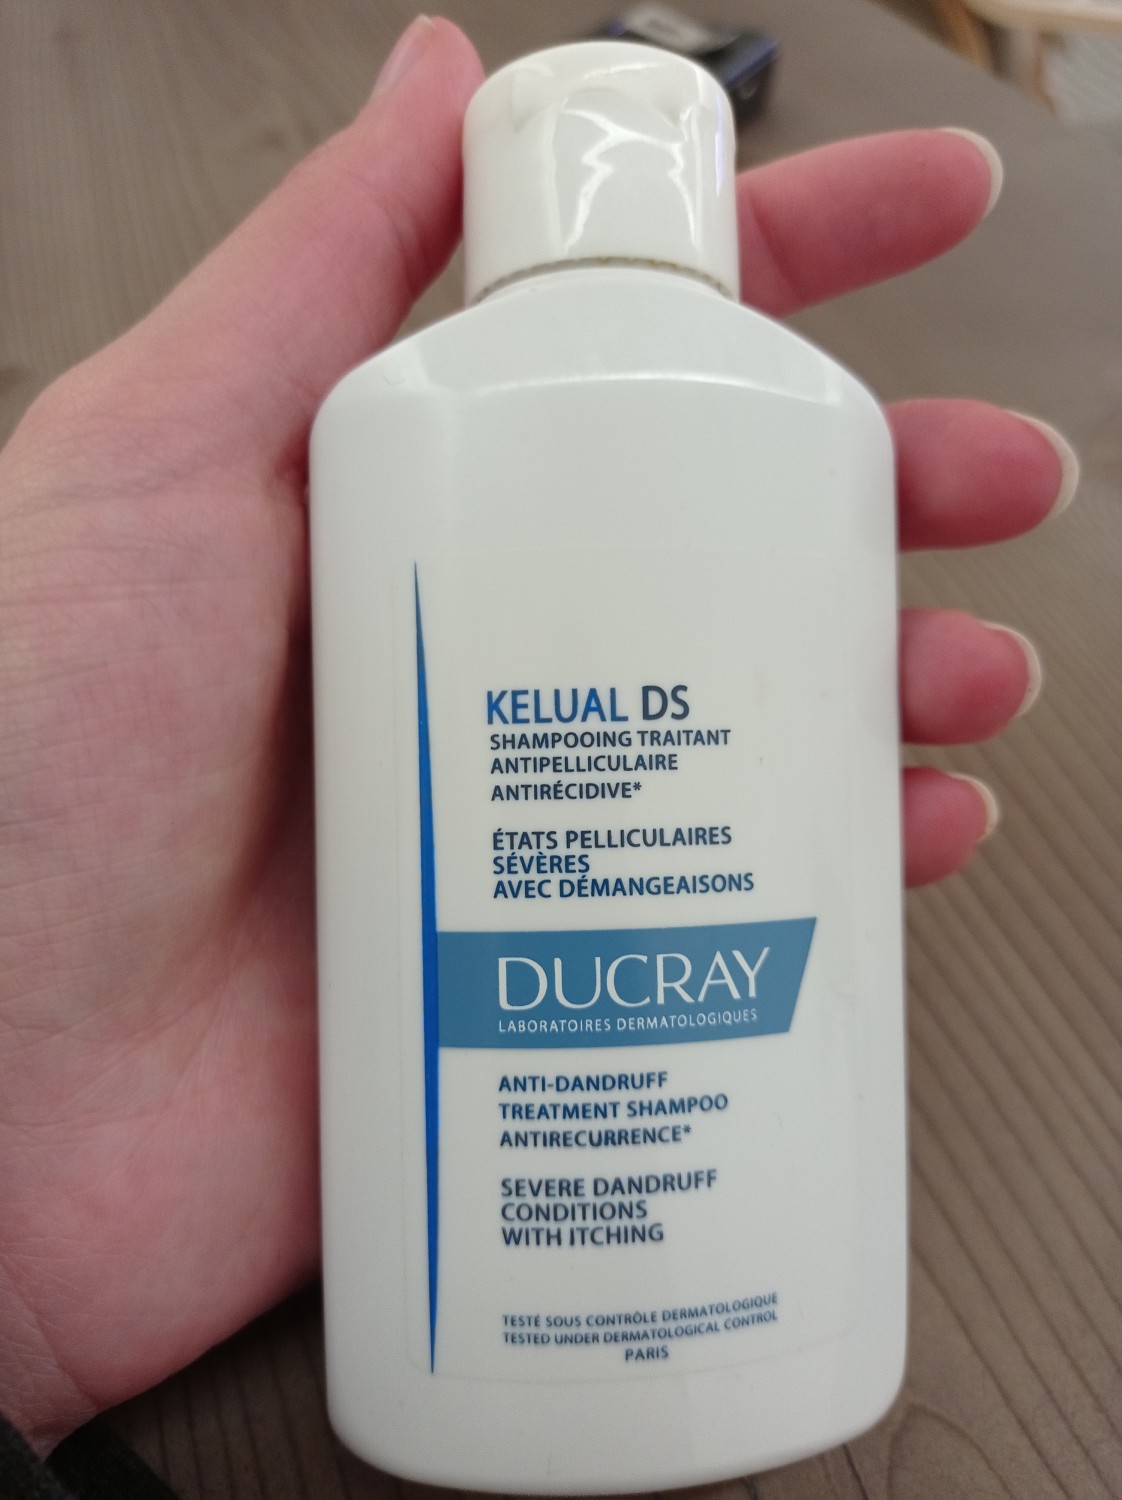 KELUAL DS
SHAMPOOING TRAITANT
ANTIPELLICULAIRE
ANTIRÉCIDIVE*
ÉTATS PELLICULAIRES
SÉVÈRES
AVEC DÉMANGEAISONS
DUCRAY
LABORATOIRES DERMATOLOGIQUES
ANTI-DANDRUFF
TREATMENT SHAMPOO
ANTIRECURRENCE*
SEVERE DANDRUFF
CONDITIONS
WITH ITCHING
TESTÉ SOUS CONTRÔLE DERMATOLOGIQUE
TESTED UNDER DERMATOLOGICAL CONTROL
PARIS